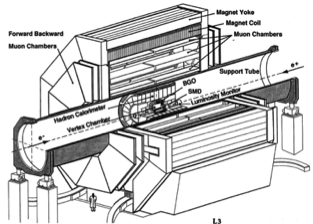 Magnet Yoke
Magnet Coil
Muon Chambers
Forward Backward
Muon Chambers
Support Tube
BGO
SMD
Luminosity Monitor
Hadron Calorimeter
Vertex Chamber
e+
e-
L3